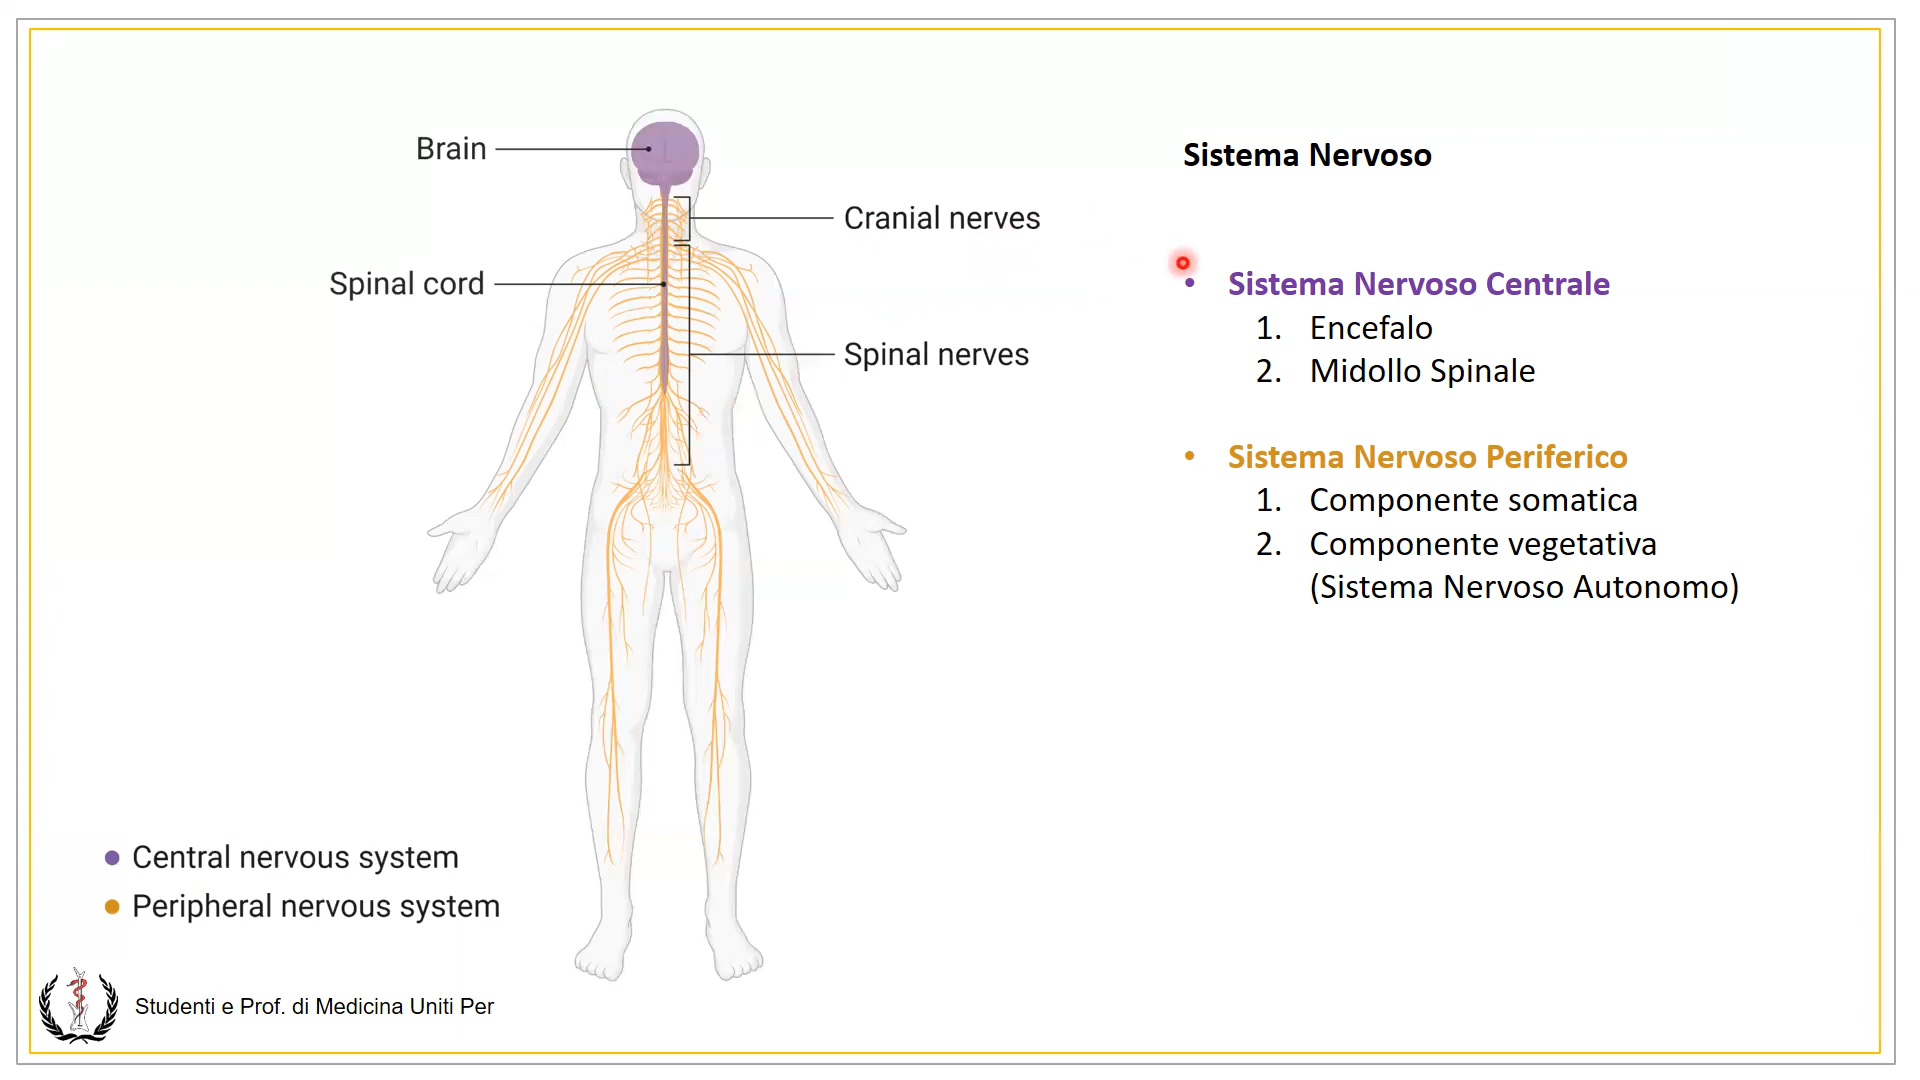 Brain
Cranial nerves
Spinal cord
Spinal nerves
Central nervous system
Peripheral nervous system
Studenti e Prof. di Medicina Uniti Per
Sistema Nervoso
• Sistema Nervoso Centrale
1. Encefalo
2. Midollo Spinale
• Sistema Nervoso Periferico
1. Componente somatica
2. Componente vegetativa
(Sistema Nervoso Autonomo)